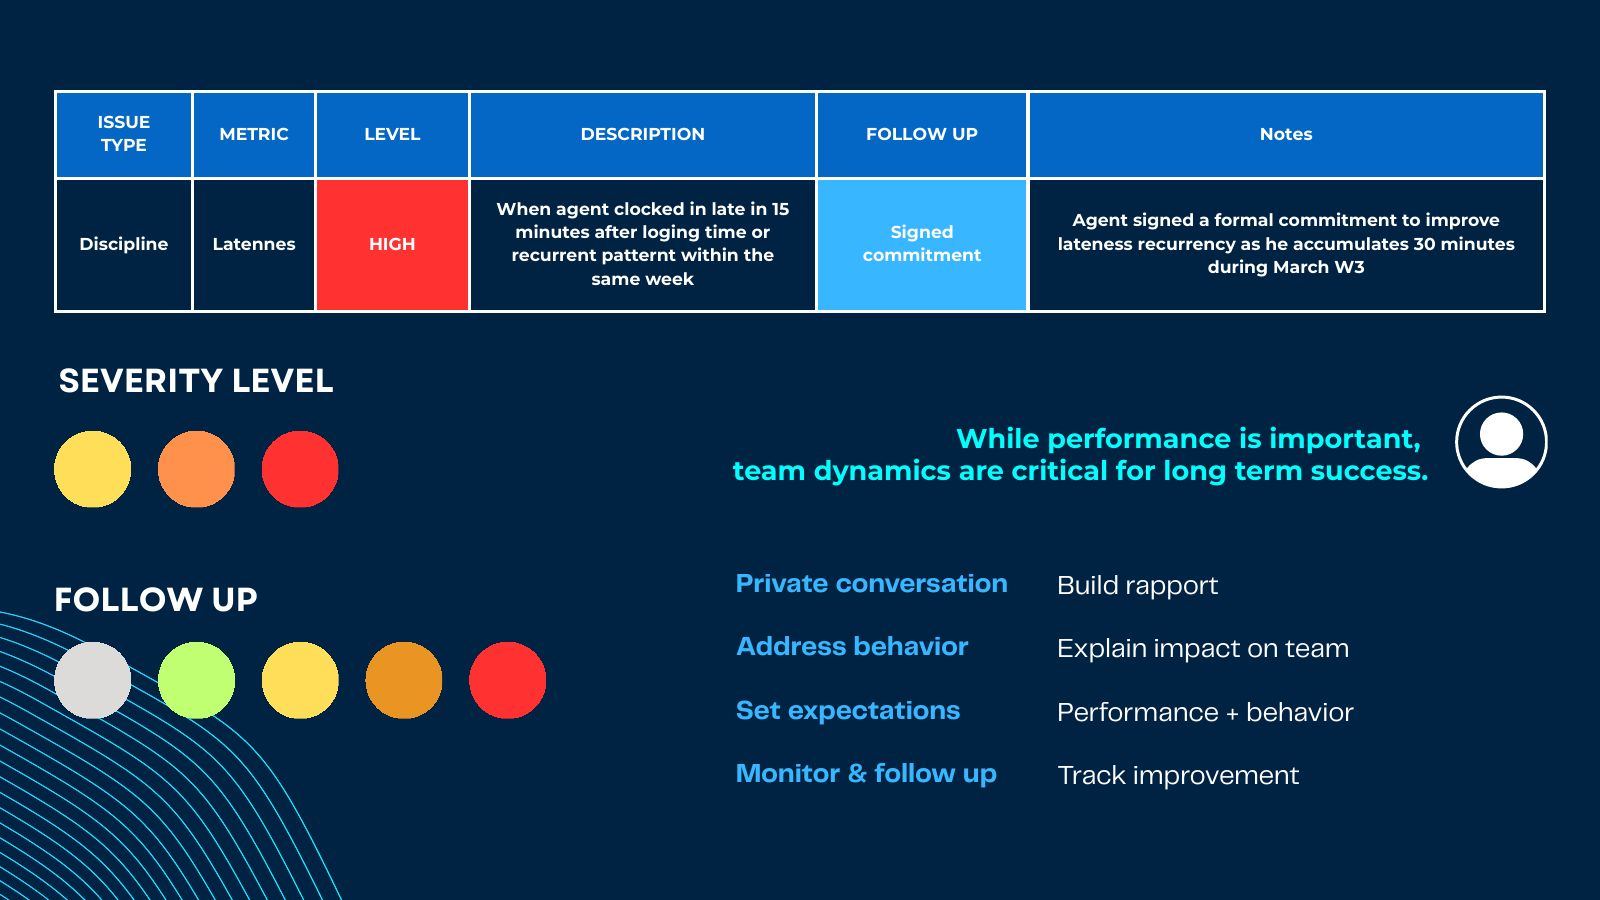 ISSUE
TYPE
METRIC
LEVEL
DESCRIPTION
FOLLOW UP
Notes
Discipline
Latennes
HIGH
When agent clocked in late in 15
minutes after loging time or
recurrent patternt within the
same week
Signed
commitment
Agent signed a formal commitment to improve
lateness recurrency as he accumulates 30 minutes
during March W3
SEVERITY LEVEL
While performance is important,
team dynamics are critical for long term success.
FOLLOW UP
Private conversation
Build rapport
Address behavior
Explain impact on team
Set expectations
Performance + behavior
Monitor & follow up
Track improvement